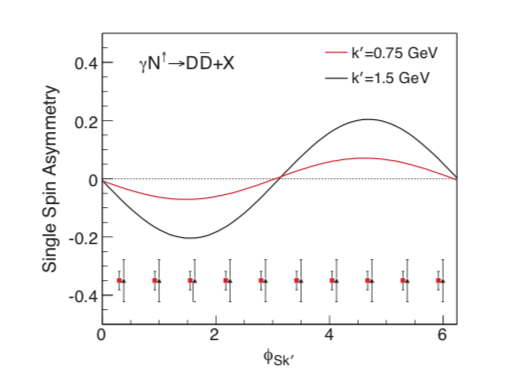 γN↑→DD̅+X
k′=0.75 GeV
k′=1.5 GeV
Single Spin Asymmetry
0.4
0.2
0
-0.2
-0.4
0 2 4 6
ϕSk′